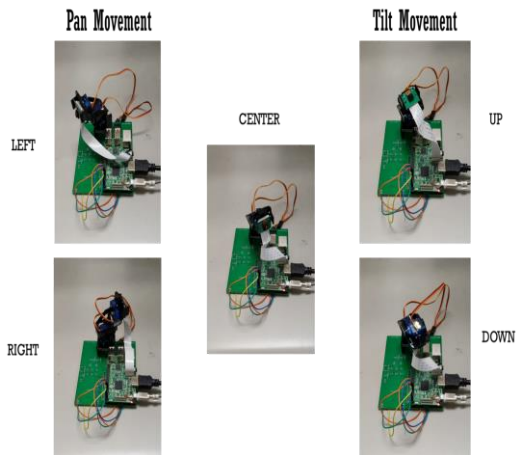 Pan Movement
Tilt Movement
LEFT
CENTER
UP
RIGHT
DOWN